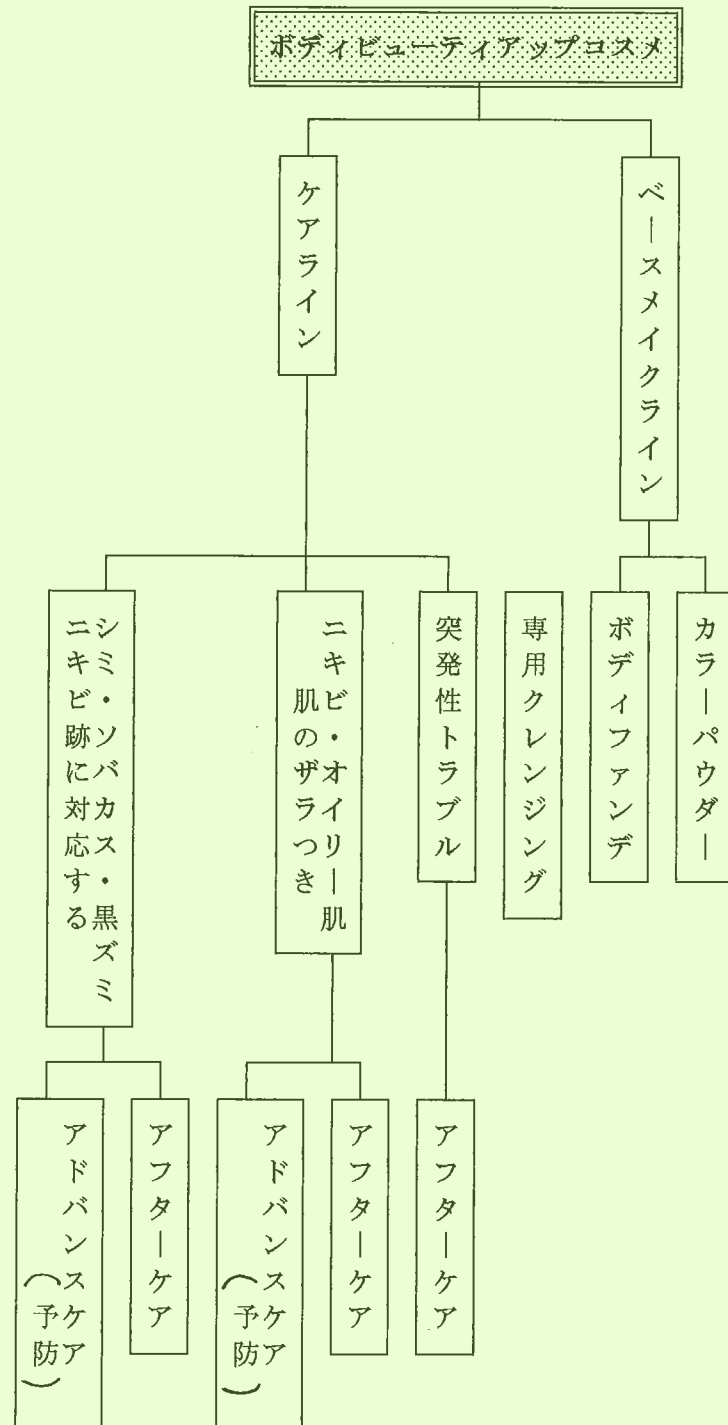 ボディビューティアップコスメ
ベースメイクライン
ケアライン
カラーパウダー
ボディファンデ
専用クレンジング
突発性トラブル
ニキビ・オイリー肌
肌のザラつき
シミ・ソバカス・黒ズミ
ニキビ跡に対応する
アフターケア
アフターケア
アドバンスケア
(予防)
アフターケア
アドバンスケア
(予防)